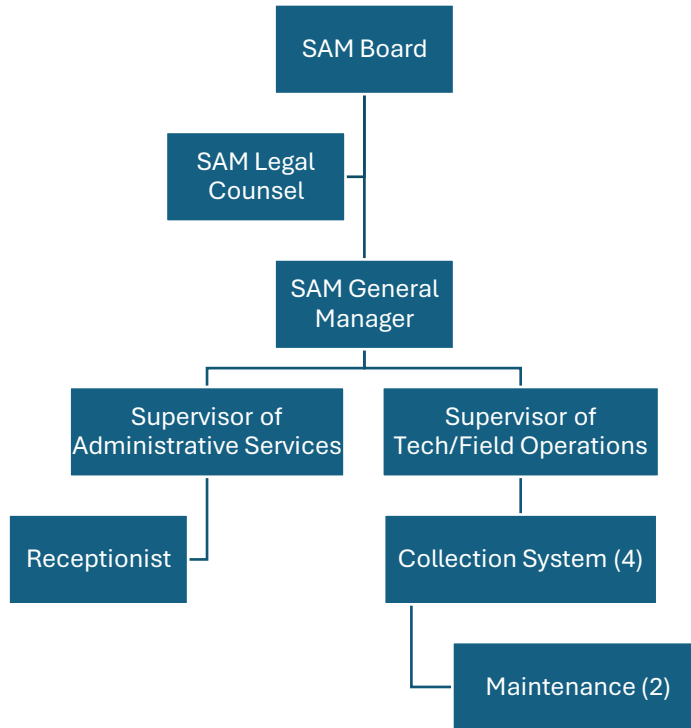 SAM Board
SAM Legal
Counsel
SAM General
Manager
Supervisor of
Administrative Services
Supervisor of
Tech/Field Operations
Receptionist
Collection System (4)
Maintenance (2)